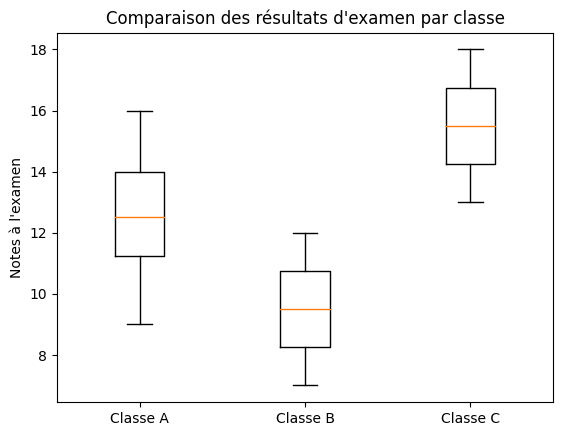 Comparaison des résultats d'examen par classe
Notes à l'examen
18
16
14
12
10
8
Classe A
Classe B
Classe C